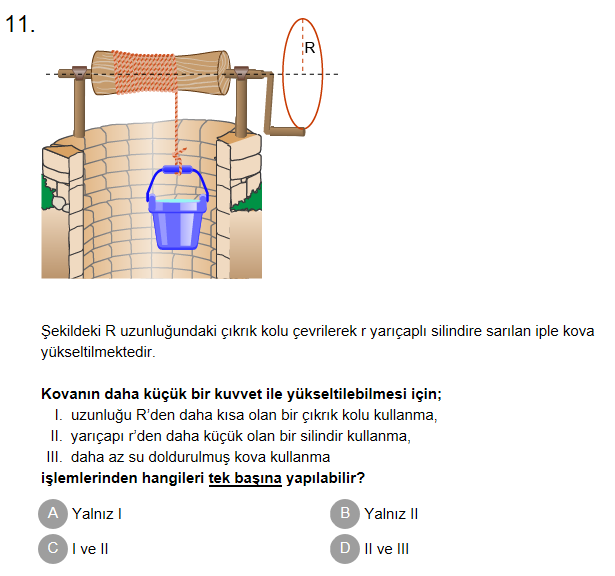 11.
R
Şekildeki R uzunluğundaki çıkrık kolu çevrilerek r yarıçaplı silindire sarılan iple kova
yükseltilmektedir.
Kovanın daha küçük bir kuvvet ile yükseltilebilmesi için;
I. uzunluğu R'den daha kısa olan bir çıkrık kolu kullanma,
II. yarıçapı r'den daha küçük olan bir silindir kullanma,
III. daha az su doldurulmuş kova kullanma
işlemlerinden hangileri tek başına yapılabilir?
A Yalnız I
B Yalnız II
C I ve II
D II ve III